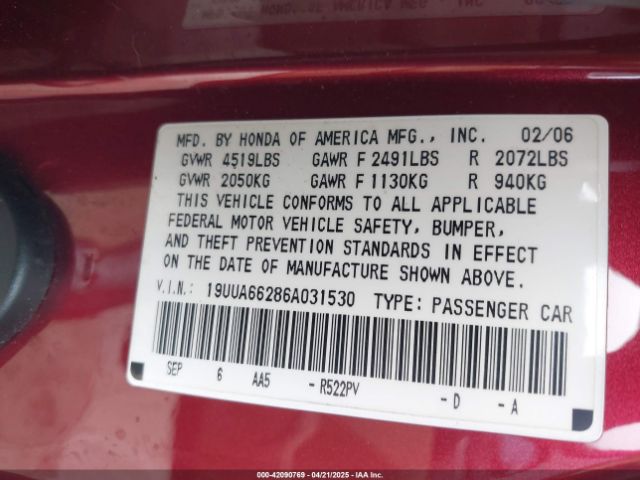 MFD. BY HONDA OF AMERICA MFG., INC. 02/06
GVWR 4519LBS GAWR F 2491LBS R 2072LBS
GVWR 2050KG GAWR F 1130KG R 940KG
THIS VEHICLE CONFORMS TO ALL APPLICABLE
FEDERAL MOTOR VEHICLE SAFETY, BUMPER,
AND THEFT PREVENTION STANDARDS IN EFFECT
ON THE DATE OF MANUFACTURE SHOWN ABOVE.
V.I.N.: 19UUA66286A031530 TYPE: PASSENGER CAR
SEP 6 AA5 - R522PV - D - A
000-42090769 - 04/21/2025 - IAAI.COM